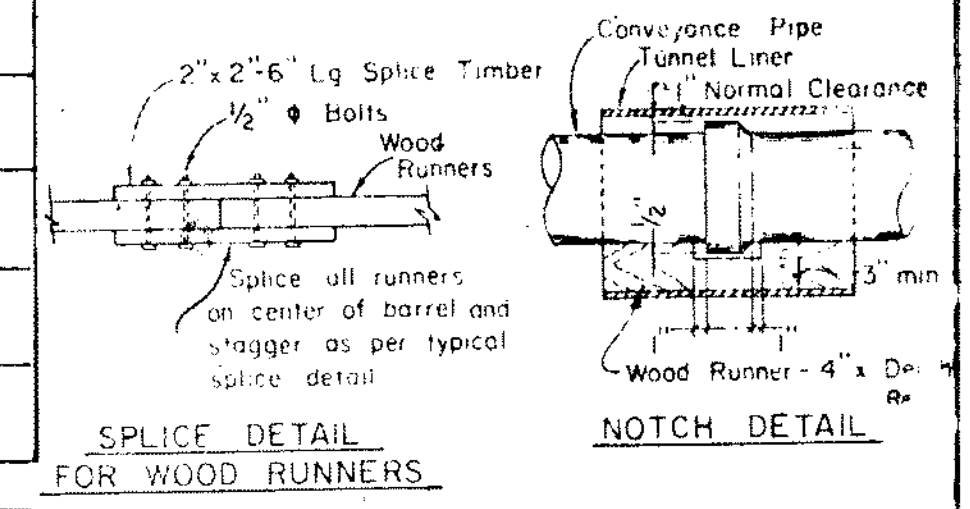 2"x 2"-6" Lg Splice Timber
1/2" ϕ Bolts
Wood
Runners
Splice all runners
on center of barrel and
stagger as per typical
splice detail
SPLICE DETAIL
FOR WOOD RUNNERS
Conveyance Pipe
Tunnel Liner
1" Normal Clearance
1/2"
3" min
Wood Runner - 4" x
NOTCH DETAIL